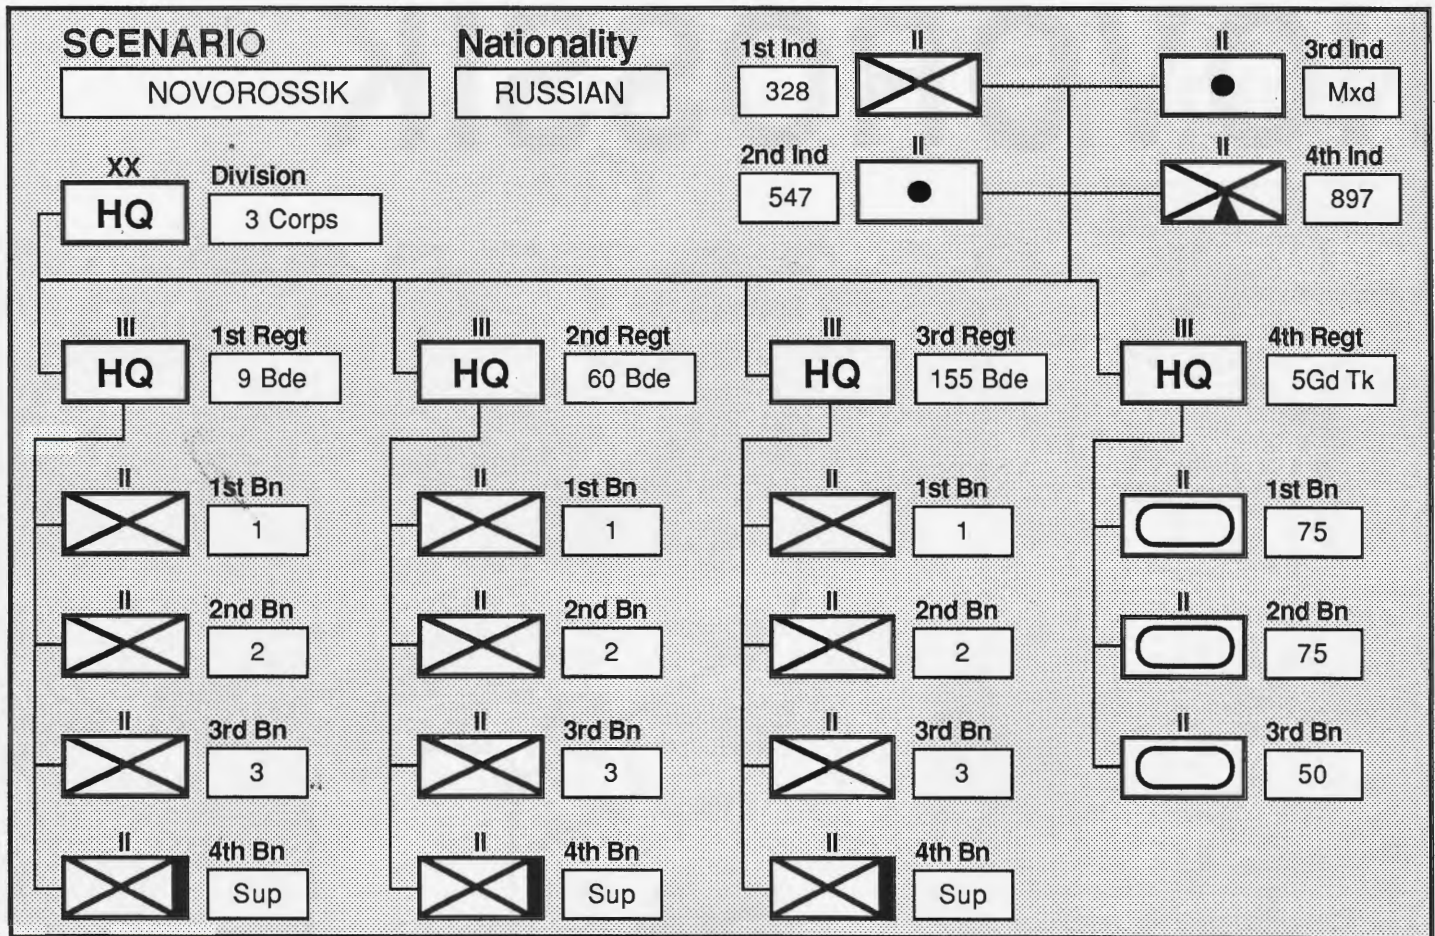 SCENARIO
Nationality
NOVOROSSIK
RUSSIAN
1st Ind
328
II
II
3rd Ind
Mxd
2nd Ind
547
II
II
4th Ind
897
XX
HQ
Division
3 Corps
III
HQ
1st Regt
9 Bde
III
HQ
2nd Regt
60 Bde
III
HQ
3rd Regt
155 Bde
III
HQ
4th Regt
5Gd Tk
II
1st Bn
1
II
1st Bn
1
II
1st Bn
1
II
1st Bn
75
II
2nd Bn
2
II
2nd Bn
2
II
2nd Bn
2
II
2nd Bn
75
II
3rd Bn
3
II
3rd Bn
3
II
3rd Bn
3
II
3rd Bn
50
II
4th Bn
Sup
II
4th Bn
Sup
II
4th Bn
Sup